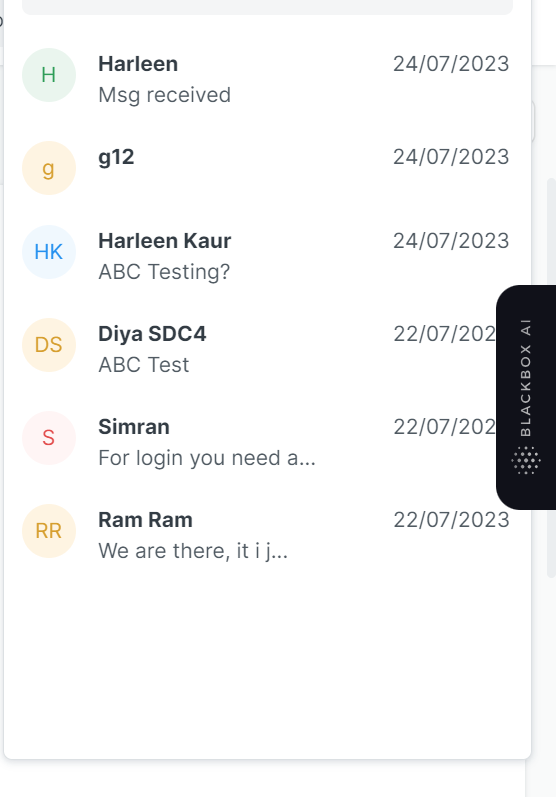 H
Harleen
24/07/2023
Msg received
g
g12
24/07/2023
HK
Harleen Kaur
24/07/2023
ABC Testing?
DS
Diya SDC4
22/07/202
ABC Test
S
Simran
22/07/202
For login you need a...
RR
Ram Ram
22/07/2023
We are there, it i j...
BLACKBOX AI